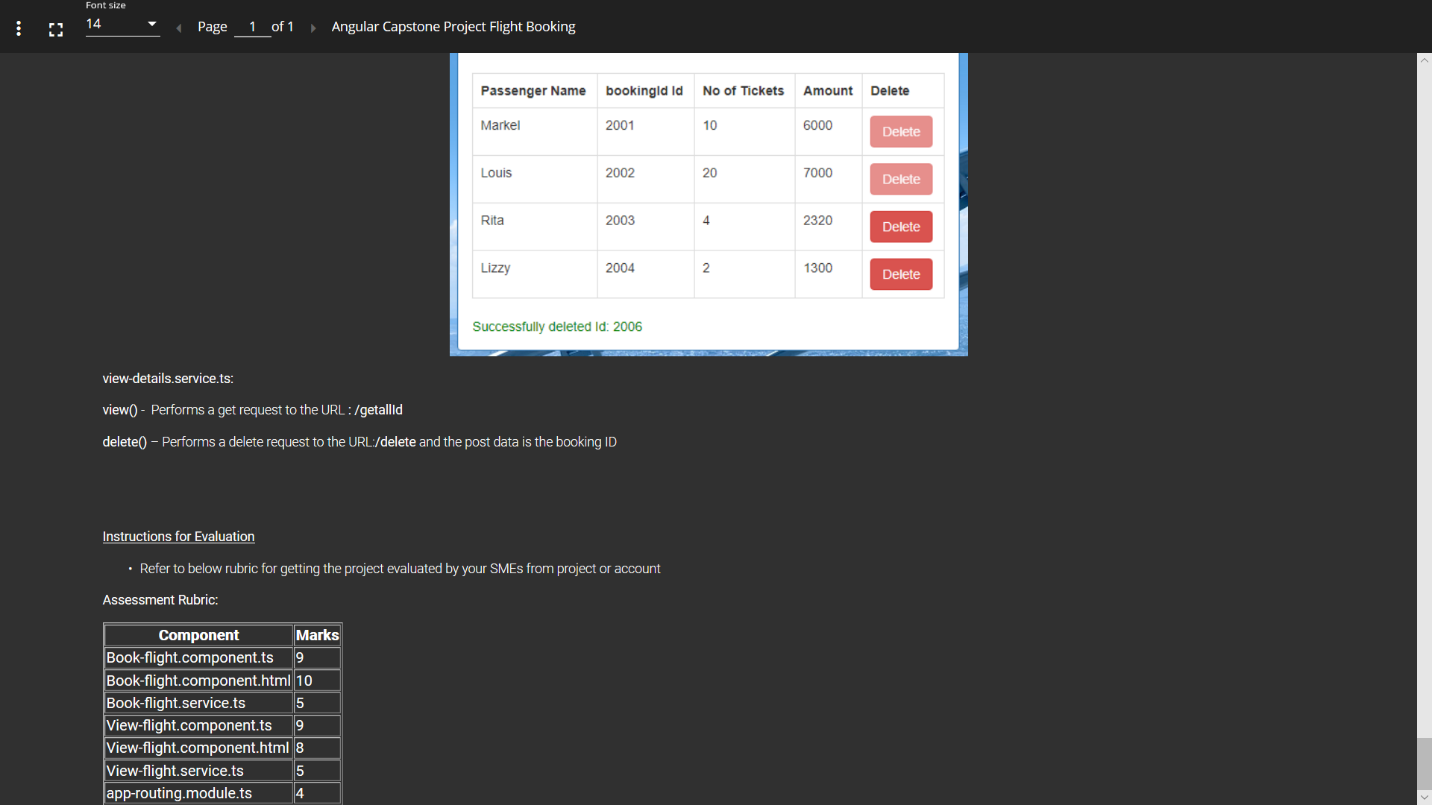 Font size
14
Page 1 of 1
Angular Capstone Project Flight Booking
Passenger Name bookingId Id No of Tickets Amount Delete
Markel 2001 10 6000 Delete
Louis 2002 20 7000 Delete
Rita 2003 4 2320 Delete
Lizzy 2004 2 1300 Delete
Successfully deleted Id: 2006
view-details.service.ts:
view() - Performs a get request to the URL : /getallId
delete() – Performs a delete request to the URL:/delete and the post data is the booking ID
Instructions for Evaluation
• Refer to below rubric for getting the project evaluated by your SMEs from project or account
Assessment Rubric:
Component Marks
Book-flight.component.ts 9
Book-flight.component.html 10
Book-flight.service.ts 5
View-flight.component.ts 9
View-flight.component.html 8
View-flight.service.ts 5
app-routing.module.ts 4